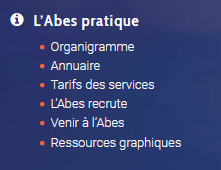 L'Abes pratique
Organigramme
Annuaire
Tarifs des services
L'Abes recrute
Venir à l'Abes
Ressources graphiques